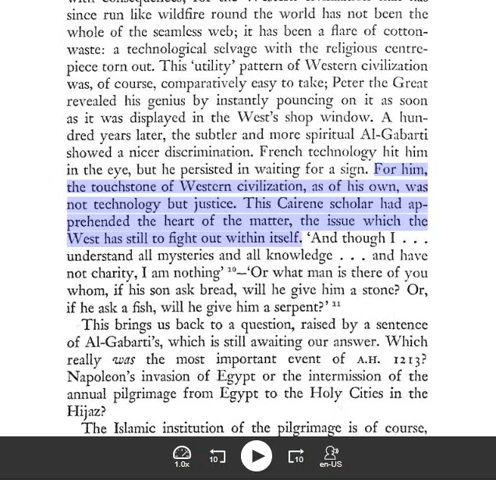 with consequences, for the Western civilization that has
since run like wildfire round the world has not been the
whole of the seamless web; it has been a flare of cotton-
waste: a technological selvage with the religious centre-
piece torn out. This ‘utility’ pattern of Western civilization
was, of course, comparatively easy to take; Peter the Great
revealed his genius by instantly pouncing on it as soon
as it was displayed in the West's shop window. A hun-
dred years later, the subtler and more spiritual Al-Gabarti
showed a nicer discrimination. French technology hit him
in the eye, but he persisted in waiting for a sign. For him,
the touchstone of Western civilization, as of his own, was
not technology but justice. This Cairene scholar had ap-
prehended the heart of the matter, the issue which the
West has still to fight out within itself. ‘And though I . . .
understand all mysteries and all knowledge . . . and have
not charity, I am nothing’ ¹⁰—‘Or what man is there of you
whom, if his son ask bread, will he give him a stone? Or,
if he ask a fish, will he give him a serpent?’ ¹¹
This brings us back to a question, raised by a sentence
of Al-Gabarti's, which is still awaiting our answer. Which
really was the most important event of A.H. 1213?
Napoleon's invasion of Egypt or the intermission of the
annual pilgrimage from Egypt to the Holy Cities in the
Hijaz?
The Islamic institution of the pilgrimage is of course,
1.0x
10
10
en-US